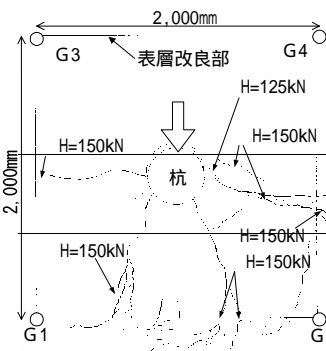 2,000mm
G3
G4
表層改良部
H=125kN
H=150kN
H=150kN
2,000mm
杭
H=150kN
H=150kN
H=150kN
G1
G